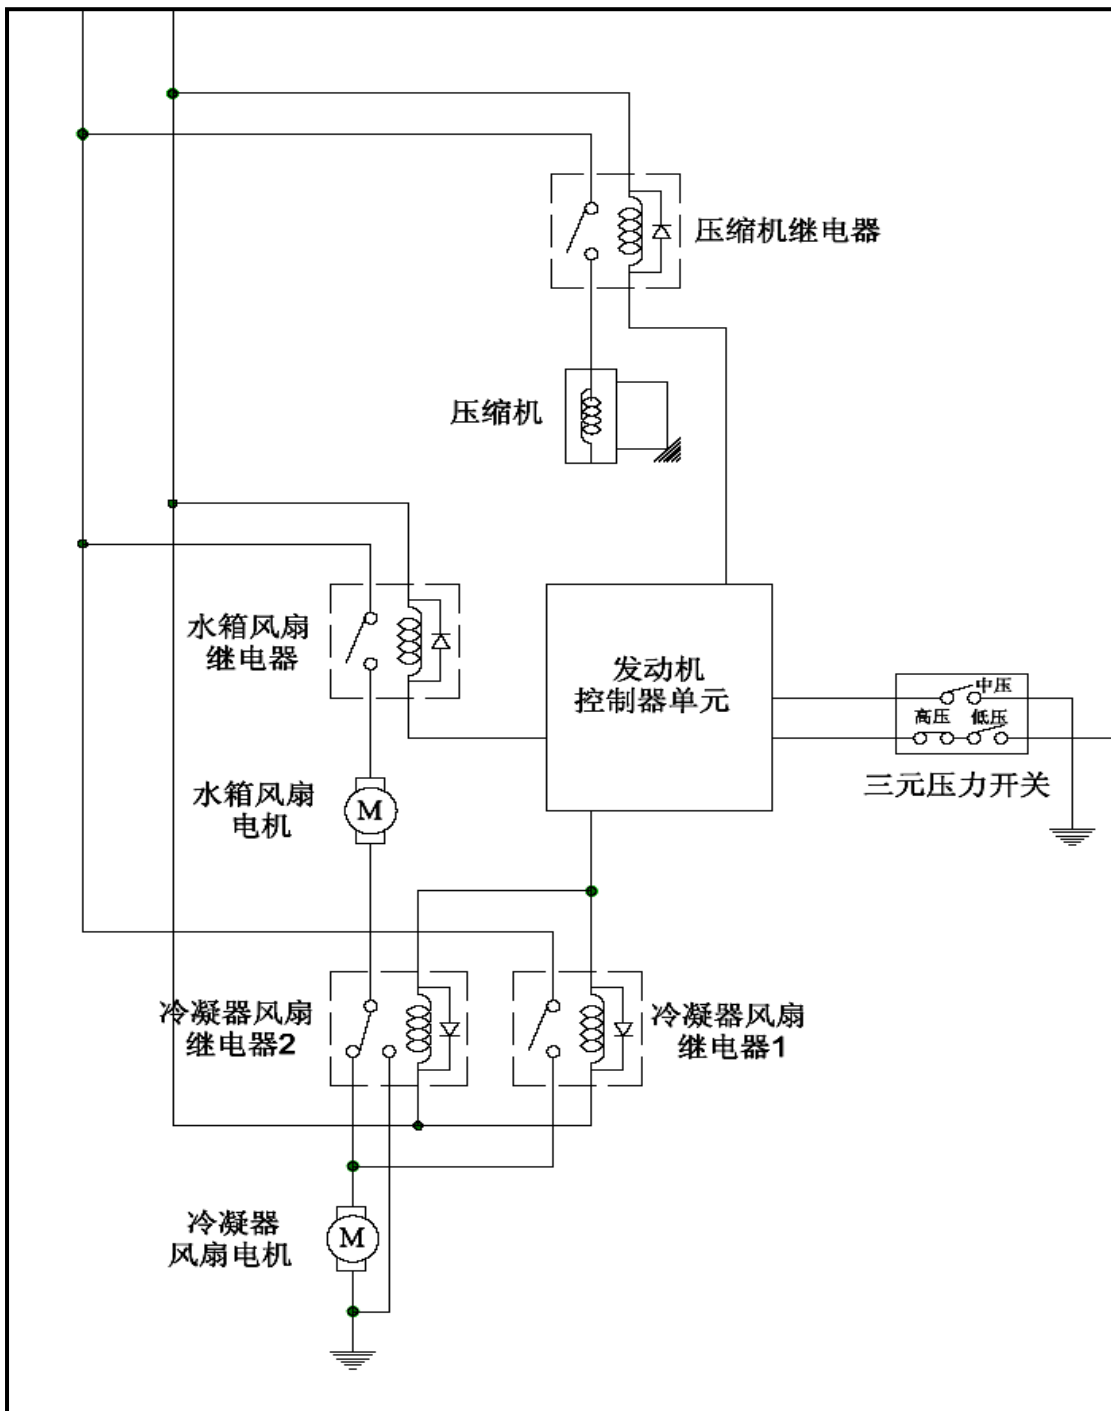 压缩机继电器
压缩机
水箱风扇
继电器
发动机
控制器单元
中压
高压 低压
三元压力开关
水箱风扇
电机
M
冷凝器风扇
继电器2
冷凝器风扇
继电器1
冷凝器
风扇电机
M